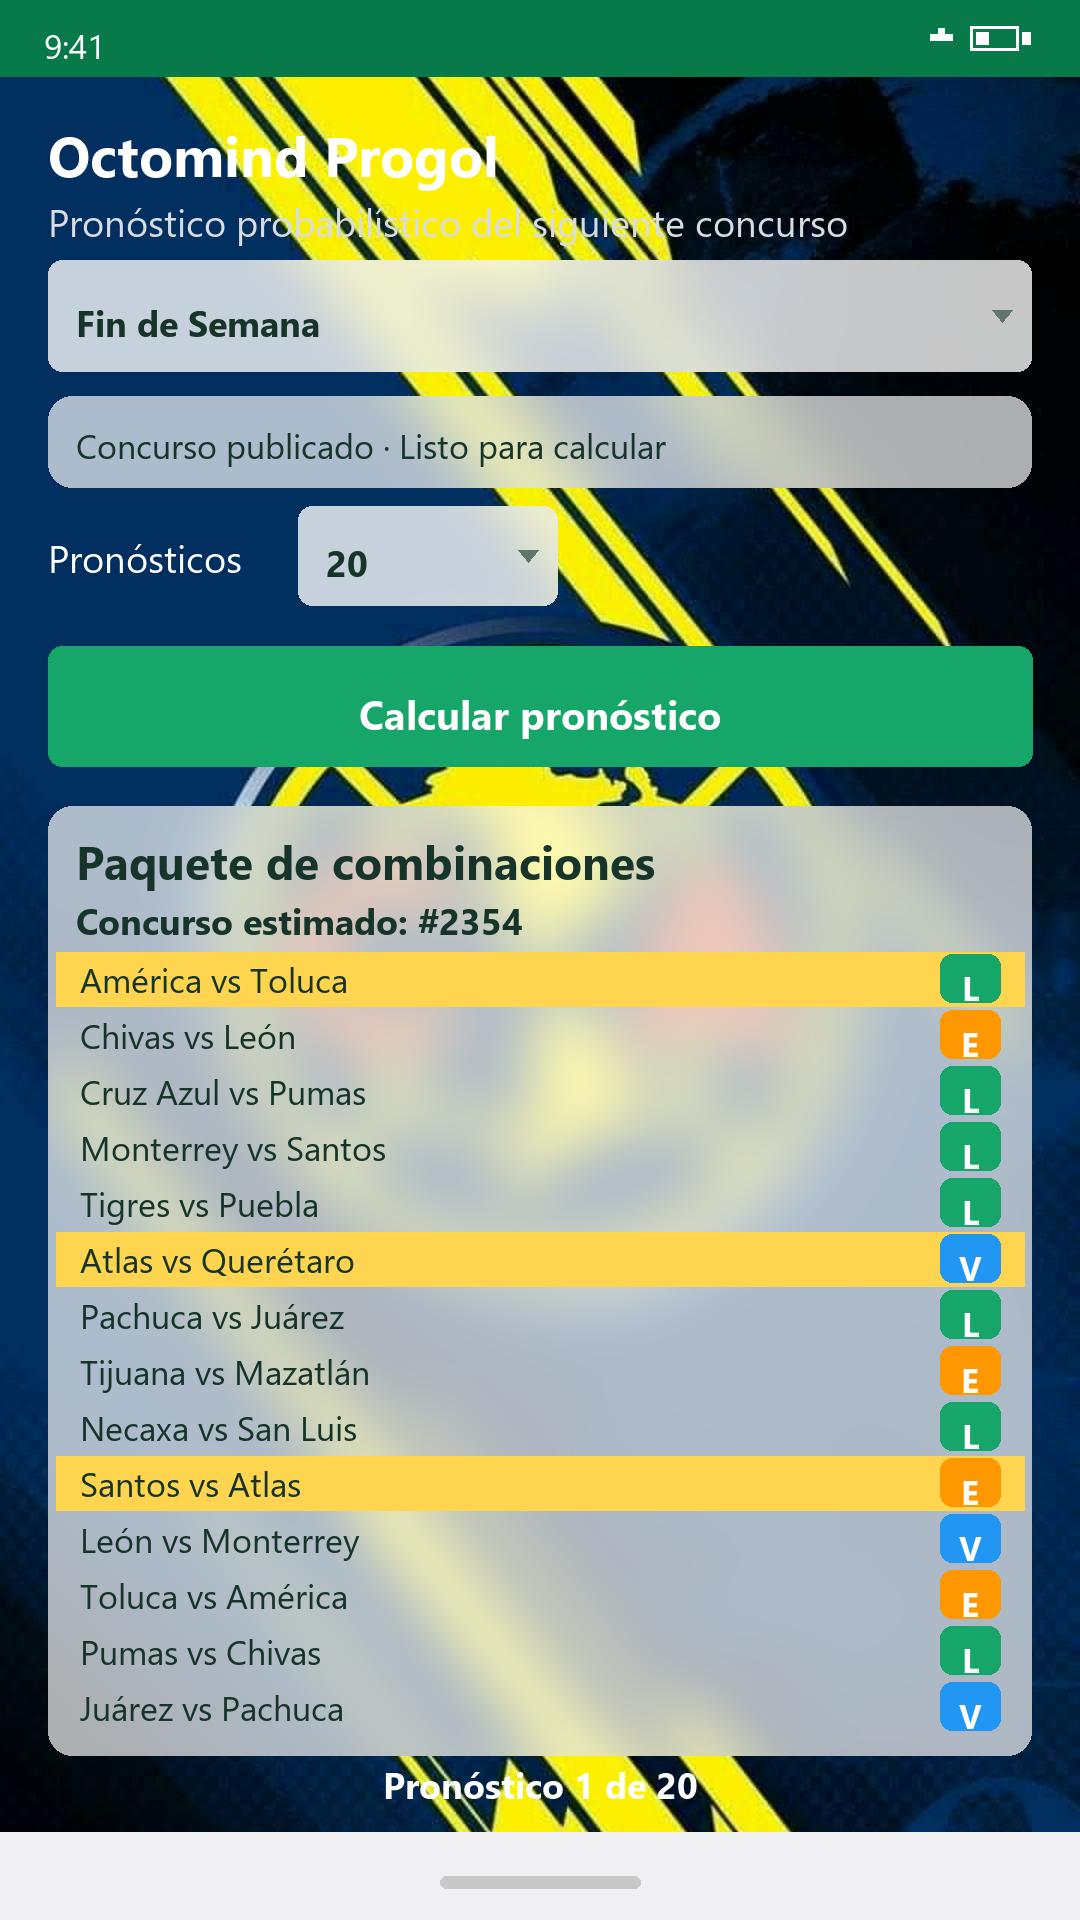 9:41
Octomind Progol
Pronóstico probabilístico del siguiente concurso
Fin de Semana
Concurso publicado · Listo para calcular
Pronósticos
20
Calcular pronóstico
Paquete de combinaciones
Concurso estimado: #2354
América vs Toluca L
Chivas vs León E
Cruz Azul vs Pumas L
Monterrey vs Santos L
Tigres vs Puebla L
Atlas vs Querétaro V
Pachuca vs Juárez L
Tijuana vs Mazatlán E
Necaxa vs San Luis L
Santos vs Atlas E
León vs Monterrey V
Toluca vs América E
Pumas vs Chivas L
Juárez vs Pachuca V
Pronóstico 1 de 20